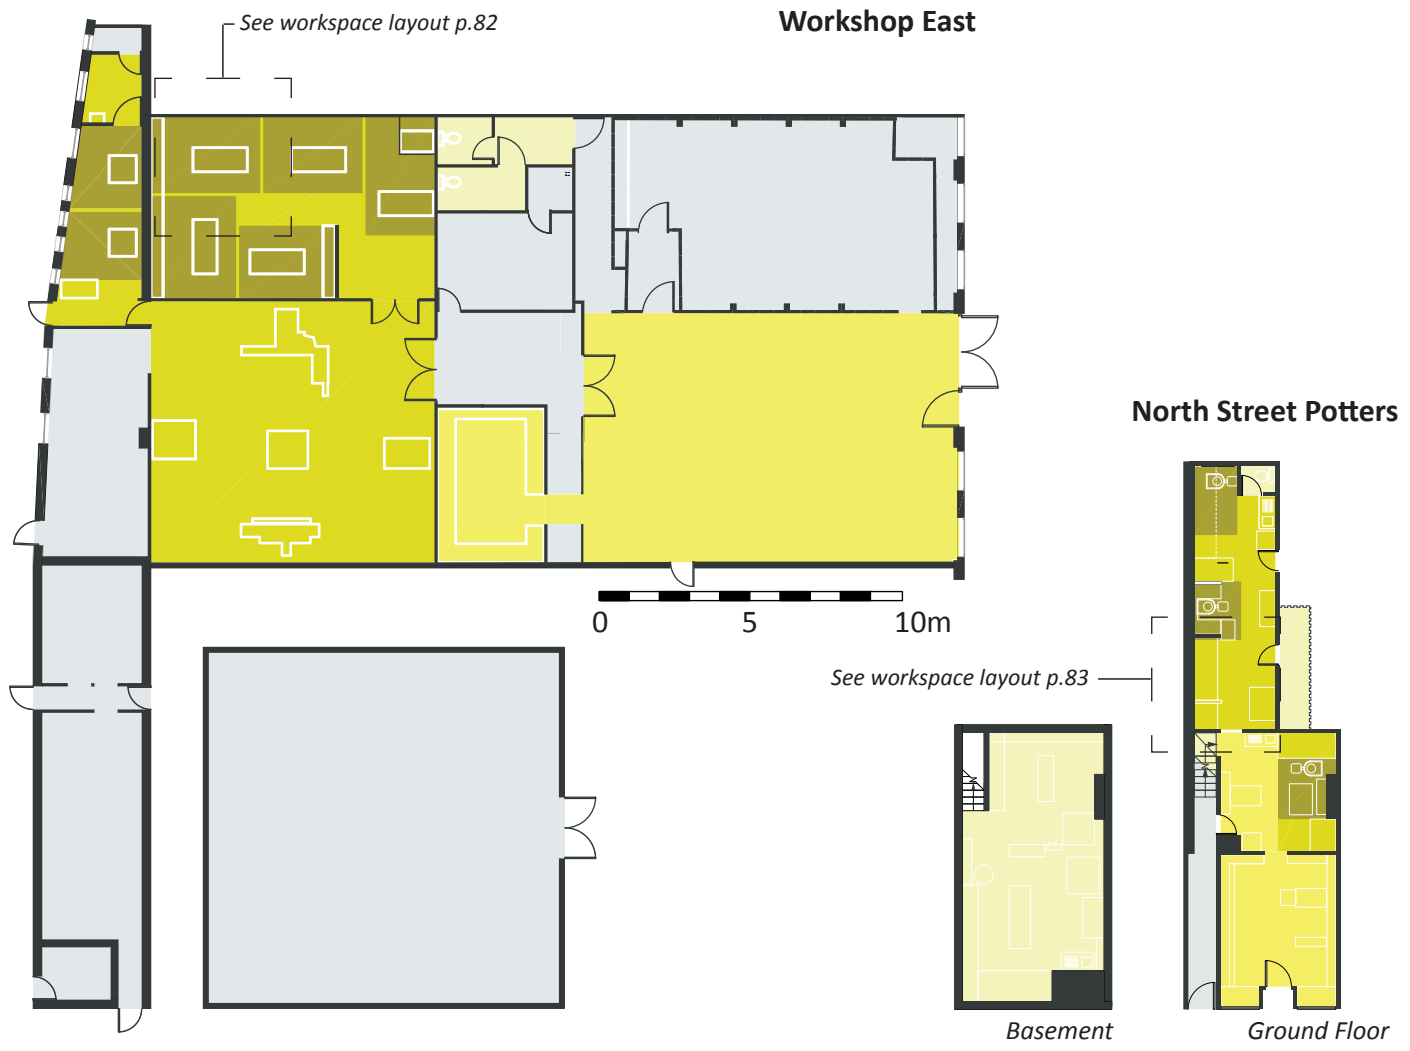 See workspace layout p.82
Workshop East
0
5
10m
North Street Potters
See workspace layout p.83
Basement
Ground Floor